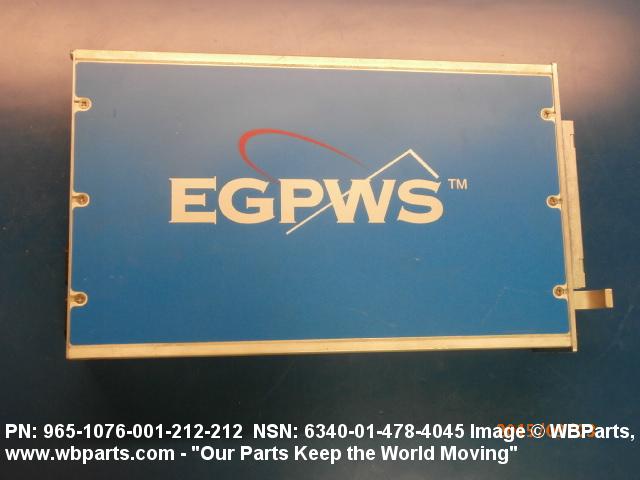 EGPWS™
PN: 965-1076-001-212-212 NSN: 6340-01-478-4045 Image © WBParts,
www.wbparts.com - "Our Parts Keep the World Moving"